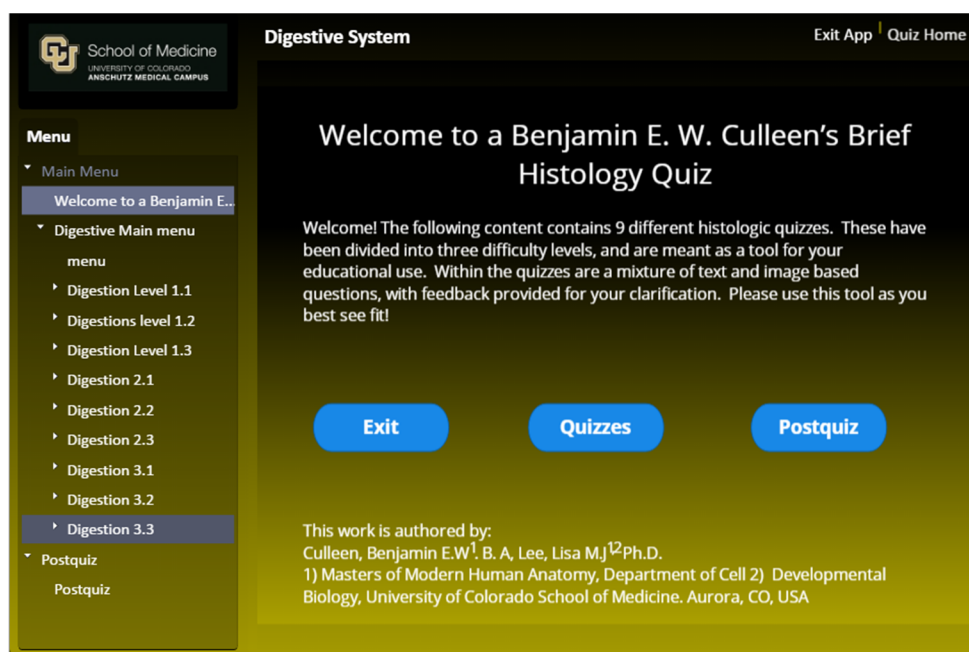 School of Medicine
UNIVERSITY OF COLORADO
ANSCHUTZ MEDICAL CAMPUS
Digestive System
Exit App
Quiz Home
Menu
Main Menu
Welcome to a Benjamin E...
Digestive Main menu
menu
Digestion Level 1.1
Digestions level 1.2
Digestion Level 1.3
Digestion 2.1
Digestion 2.2
Digestion 2.3
Digestion 3.1
Digestion 3.2
Digestion 3.3
Postquiz
Postquiz
Welcome to a Benjamin E. W. Culleen's Brief
Histology Quiz
Welcome! The following content contains 9 different histologic quizzes. These have
been divided into three difficulty levels, and are meant as a tool for your
educational use. Within the quizzes are a mixture of text and image based
questions, with feedback provided for your clarification. Please use this tool as you
best see fit!
Exit
Quizzes
Postquiz
This work is authored by:
Culleen, Benjamin E.W¹. B. A, Lee, Lisa M.J¹²Ph.D.
1) Masters of Modern Human Anatomy, Department of Cell 2) Developmental
Biology, University of Colorado School of Medicine. Aurora, CO, USA